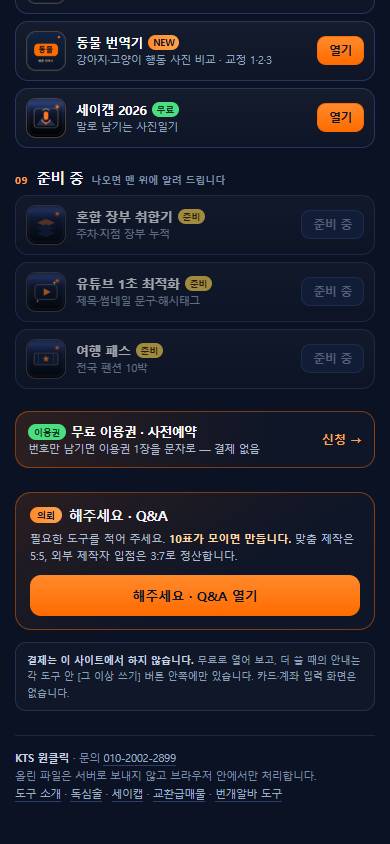 동물 번역기 NEW
강아지·고양이 행동 사진 비교 · 교정 1·2·3
열기
동물
세이캡 2026 무료
말로 남기는 사진일기
열기
09 준비 중 나오면 맨 위에 알려 드립니다
혼합 장부 취합기 준비
주차·지점 장부 누적
준비 중
유튜브 1초 최적화 준비
제목·썸네일 문구·해시태그
준비 중
여행 패스 준비
전국 펜션 10박
준비 중
이용권 무료 이용권 · 사전예약
번호만 남기면 이용권 1장을 문자로 — 결제 없음
신청 →
의뢰 해주세요 · Q&A
필요한 도구를 적어 주세요. 10표가 모이면 만듭니다. 맞춤 제작은
5:5, 외부 제작자 입점은 3:7로 정산합니다.
해주세요 · Q&A 열기
결제는 이 사이트에서 하지 않습니다. 무료로 열어 보고, 더 쓸 때의 안내는
각 도구 안 [그 이상 쓰기] 버튼 안쪽에만 있습니다. 카드·계좌 입력 화면은
없습니다.
KTS 원클릭 · 문의 010-2002-2899
올린 파일은 서버로 보내지 않고 브라우저 안에서만 처리합니다.
도구 소개 · 독심술 · 세이캡 · 교환급매물 · 번개알바 도구